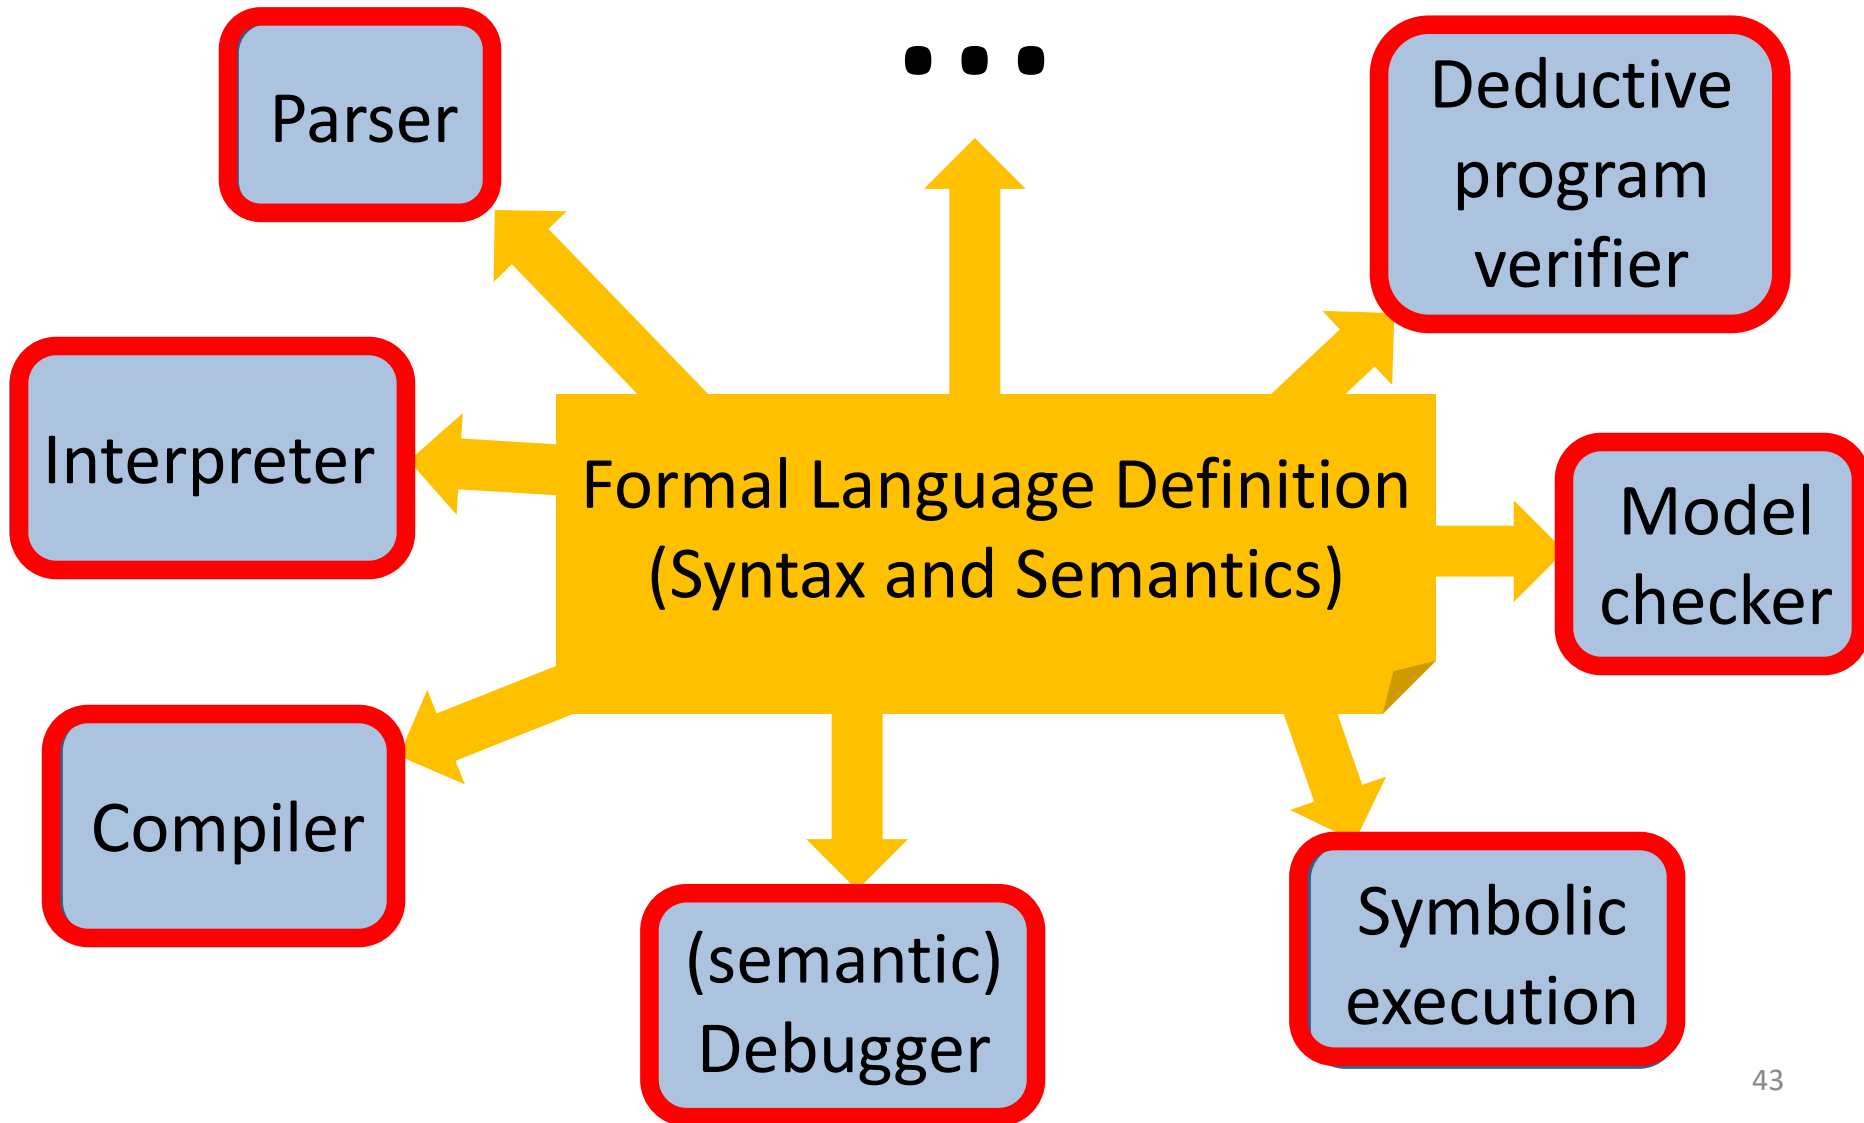 Parser
...
Deductive
program
verifier
Interpreter
Formal Language Definition
(Syntax and Semantics)
Model
checker
Compiler
(semantic)
Debugger
Symbolic
execution
43